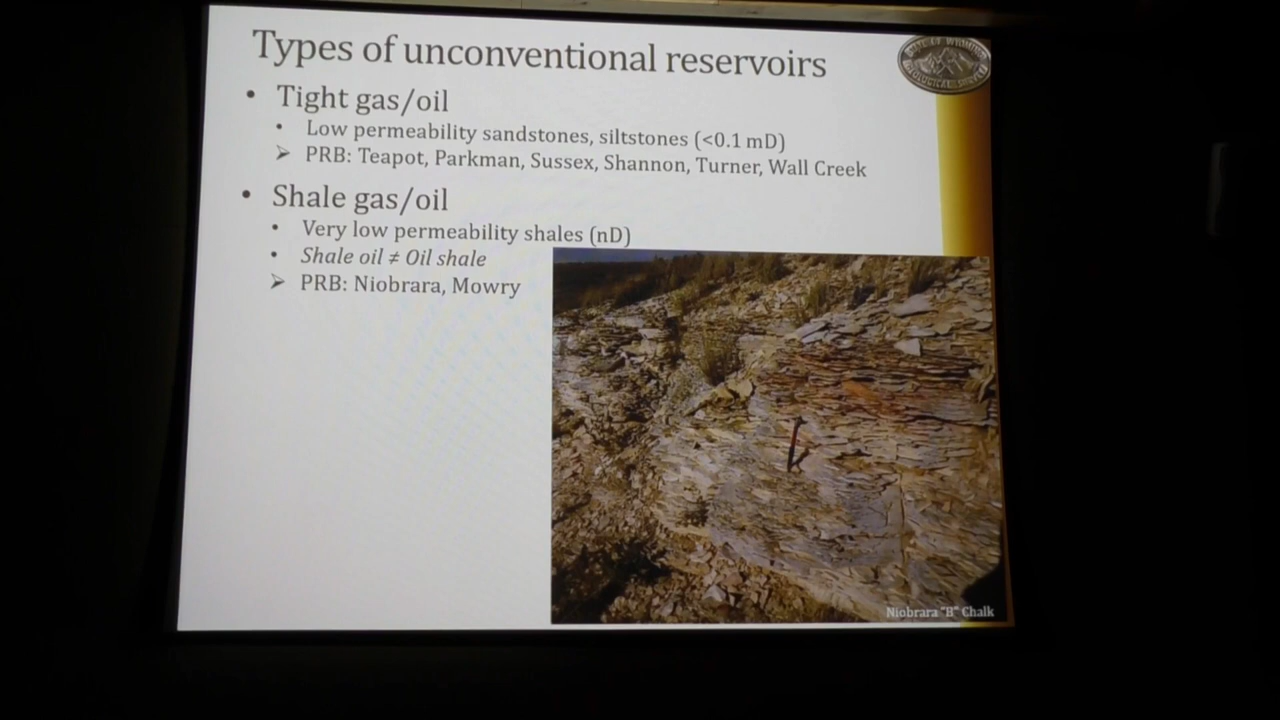 Types of unconventional reservoirs
• Tight gas/oil
• Low permeability sandstones, siltstones (<0.1 mD)
➢ PRB: Teapot, Parkman, Sussex, Shannon, Turner, Wall Creek
• Shale gas/oil
• Very low permeability shales (nD)
• Shale oil ≠ Oil shale
➢ PRB: Niobrara, Mowry
Niobrara "B" Chalk